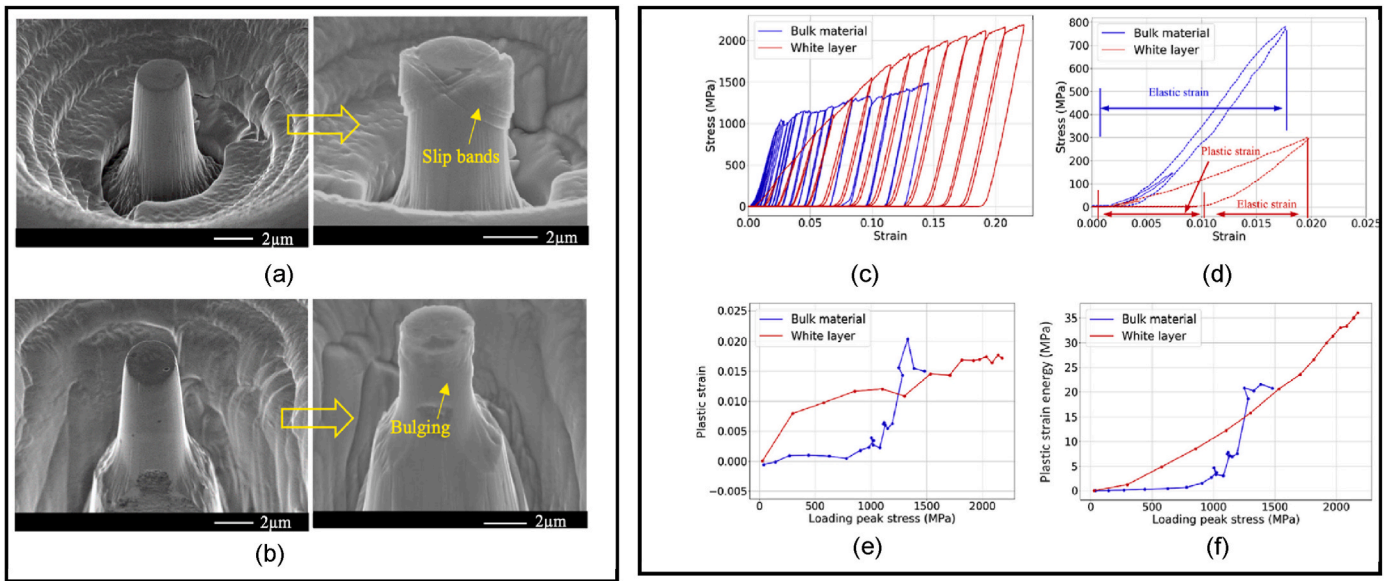 2μm
Slip bands
2μm
(a)
2μm
Bulging
2μm
(b)
Stress (MPa)
2000
1500
1000
500
0
Bulk material
White layer
0.00 0.05 0.10 0.15 0.20
Strain
(c)
Stress (MPa)
800
700
600
500
400
300
200
100
0
Bulk material
White layer
Elastic strain
Plastic strain
Elastic strain
0.000 0.005 0.010 0.015 0.020 0.025
Strain
(d)
Plastic strain
0.025
0.020
0.015
0.010
0.005
0.000
−0.005
Bulk material
White layer
0 500 1000 1500 2000
Loading peak stress (MPa)
(e)
Plastic strain energy (MPa)
35
30
25
20
15
10
5
0
Bulk material
White layer
0 500 1000 1500 2000
Loading peak stress (MPa)
(f)